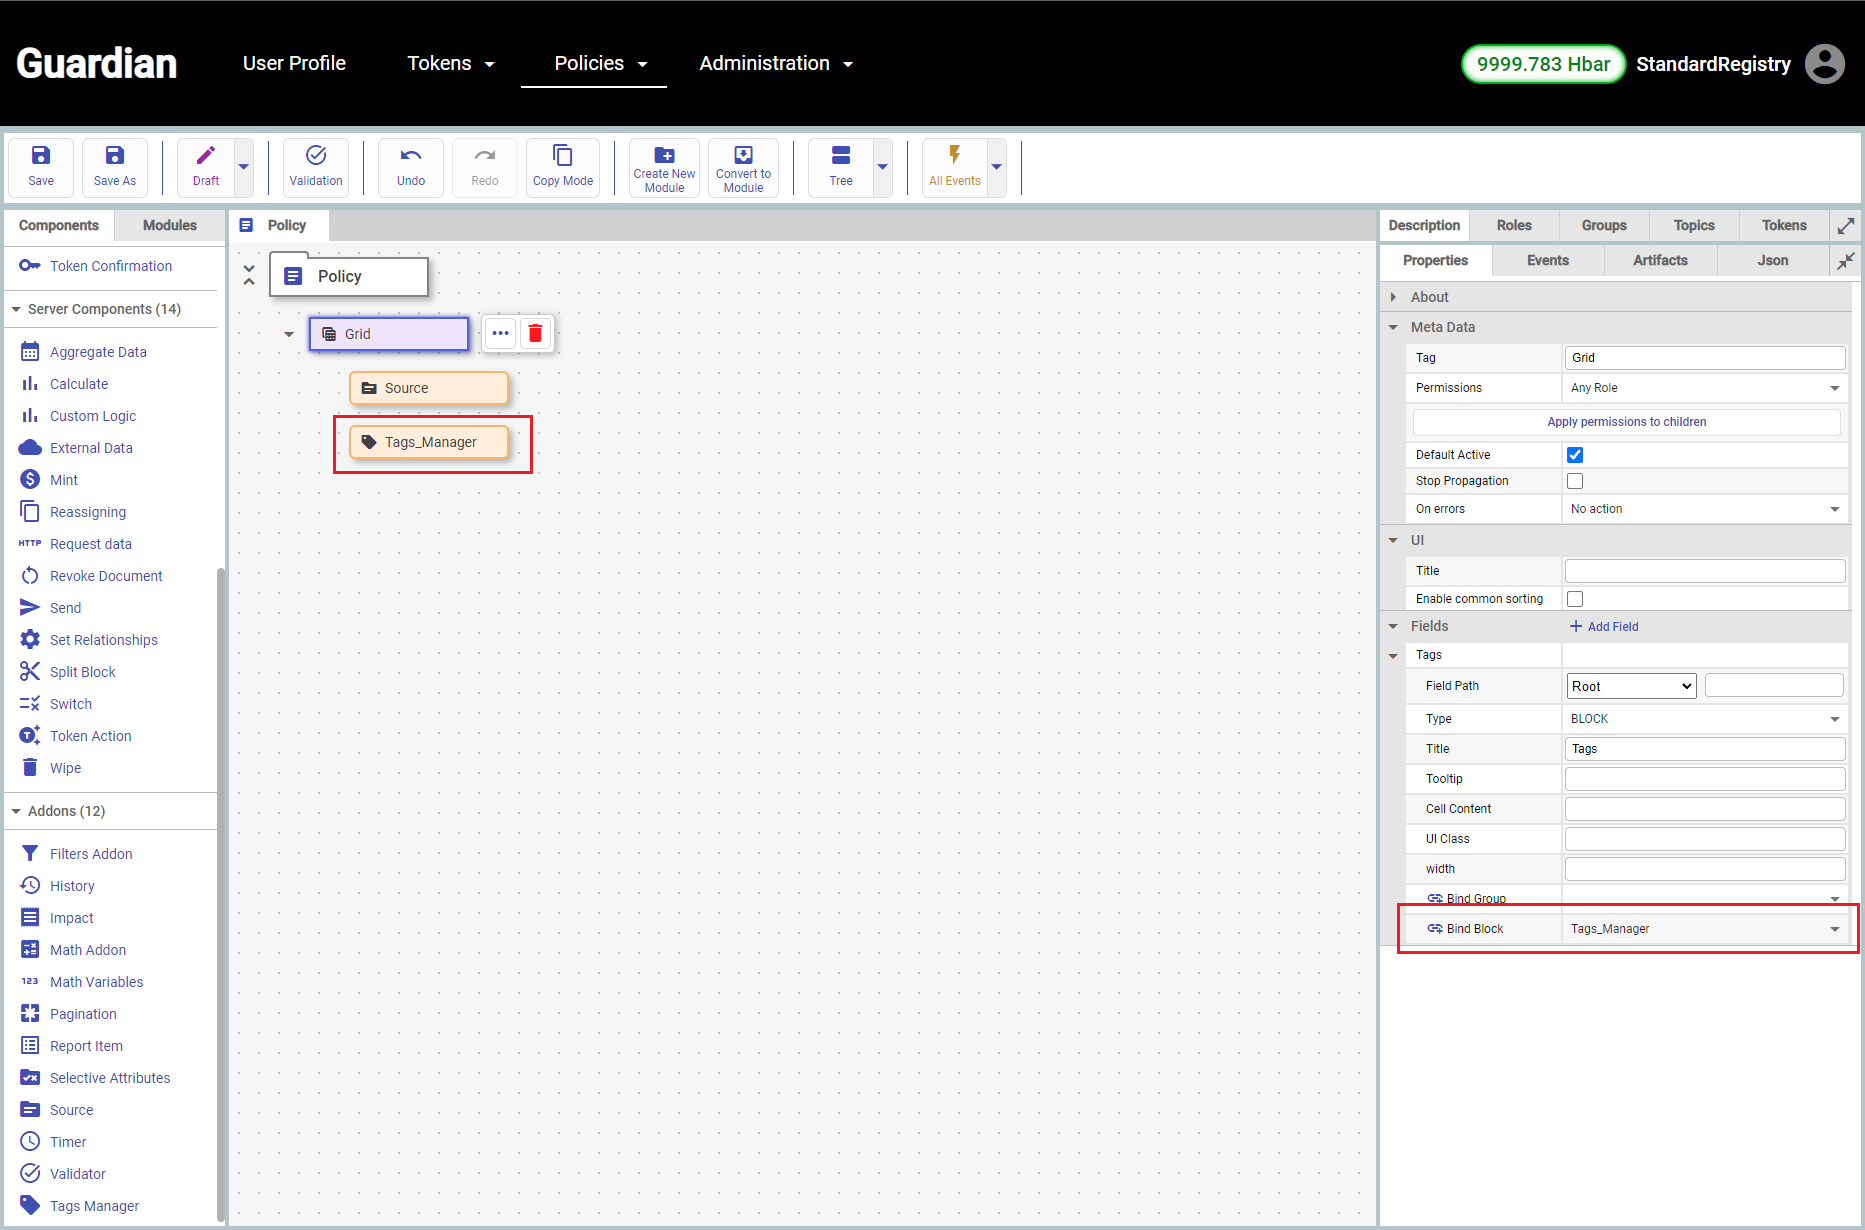 Guardian
User Profile
Tokens
Policies
Administration
9999.783 Hbar
StandardRegistry
Save
Save As
Draft
Validation
Undo
Redo
Copy Mode
Create New
Module
Convert to
Module
Tree
All Events
Components
Modules
Token Confirmation
Server Components (14)
Aggregate Data
Calculate
Custom Logic
External Data
Mint
Reassigning
HTTP Request data
Revoke Document
Send
Set Relationships
Split Block
Switch
Token Action
Wipe
Addons (12)
Filters Addon
History
Impact
Math Addon
123 Math Variables
Pagination
Report Item
Selective Attributes
Source
Timer
Validator
Tags Manager
Policy
Policy
Grid
Source
Tags_Manager
Description
Roles
Groups
Topics
Tokens
Properties
Events
Artifacts
Json
About
Meta Data
Tag Grid
Permissions Any Role
Apply permissions to children
Default Active
Stop Propagation
On errors No action
UI
Title
Enable common sorting
Fields Add Field
Tags
Field Path Root
Type BLOCK
Title Tags
Tooltip
Cell Content
UI Class
width
Bind Group
Bind Block Tags_Manager